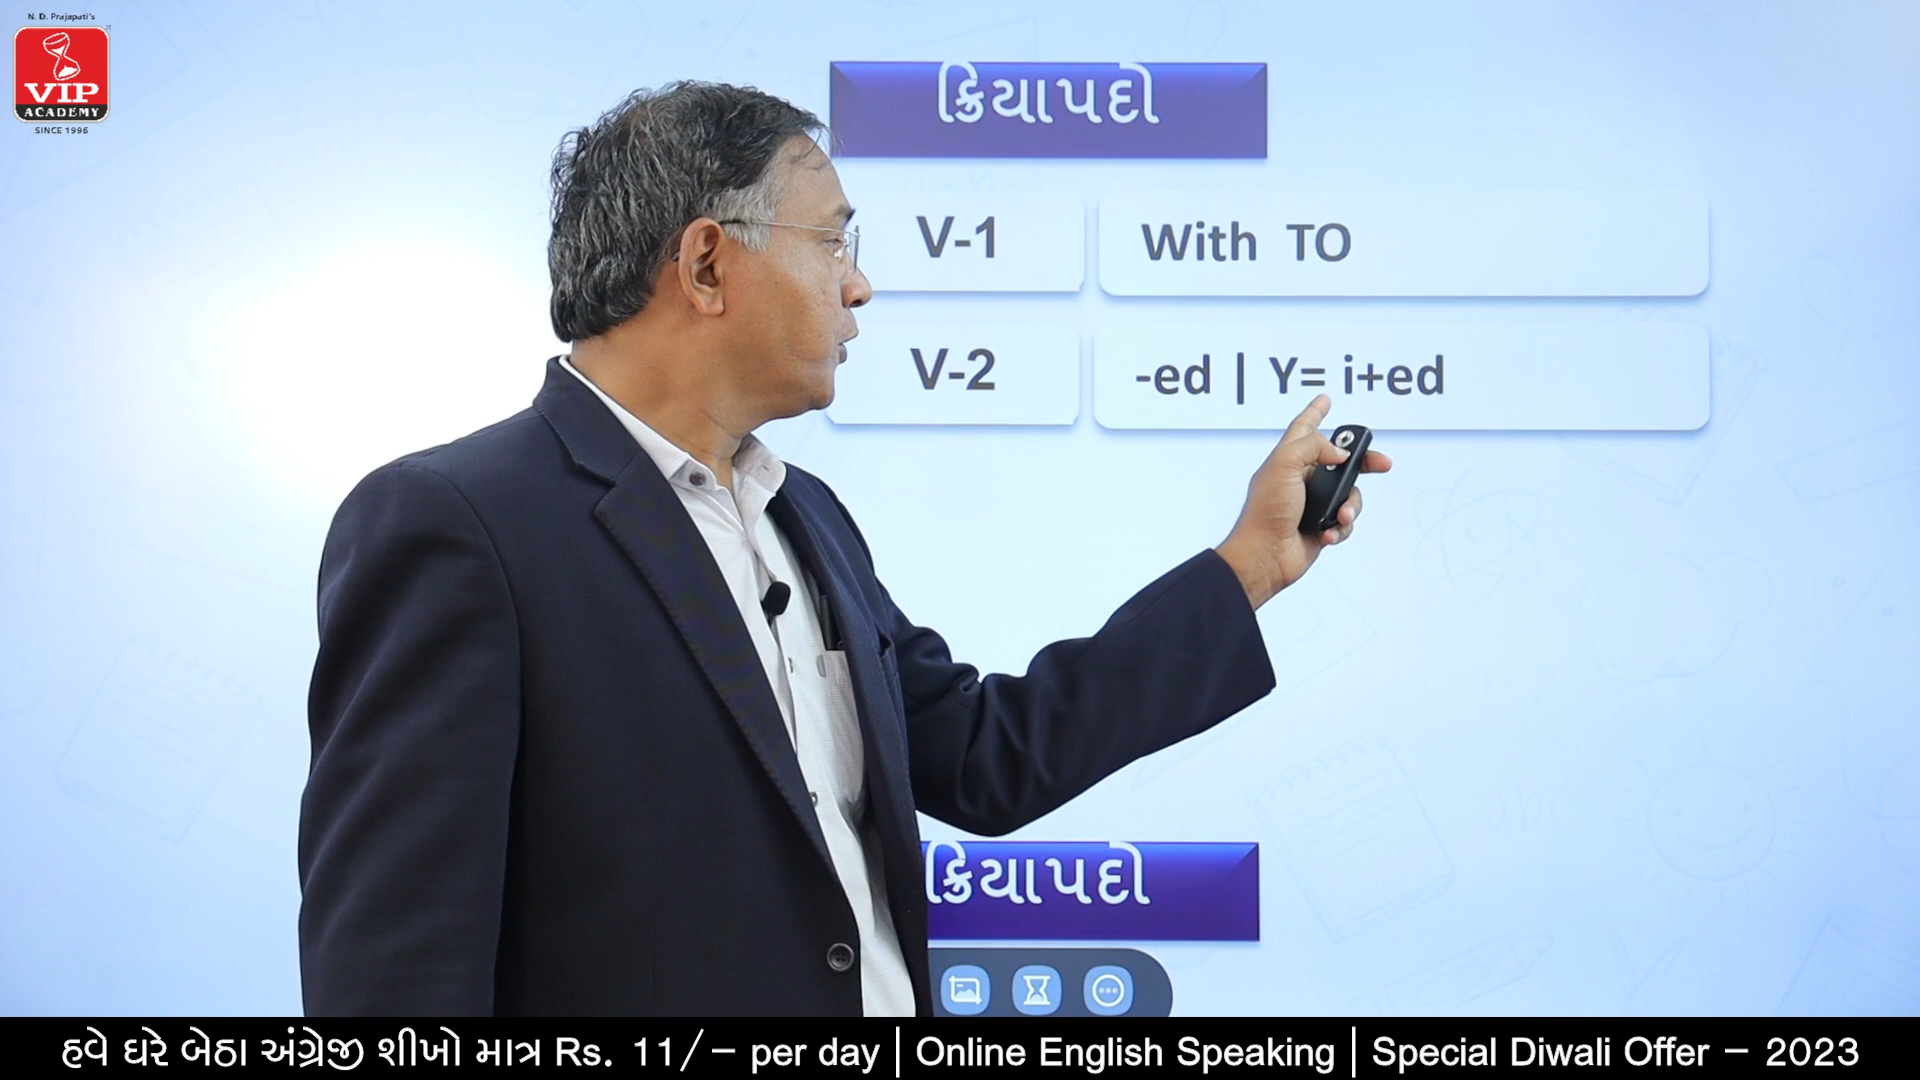 N. D. Prajapati's
VIP
ACADEMY
SINCE 1996
ક્રિયાપદો
V-1 With TO
V-2 -ed | Y= i+ed
ક્રિયાપદો
હવે ઘરે બેઠા અંગ્રેજી શીખો માત્ર Rs. 11/- per day | Online English Speaking | Special Diwali Offer - 2023